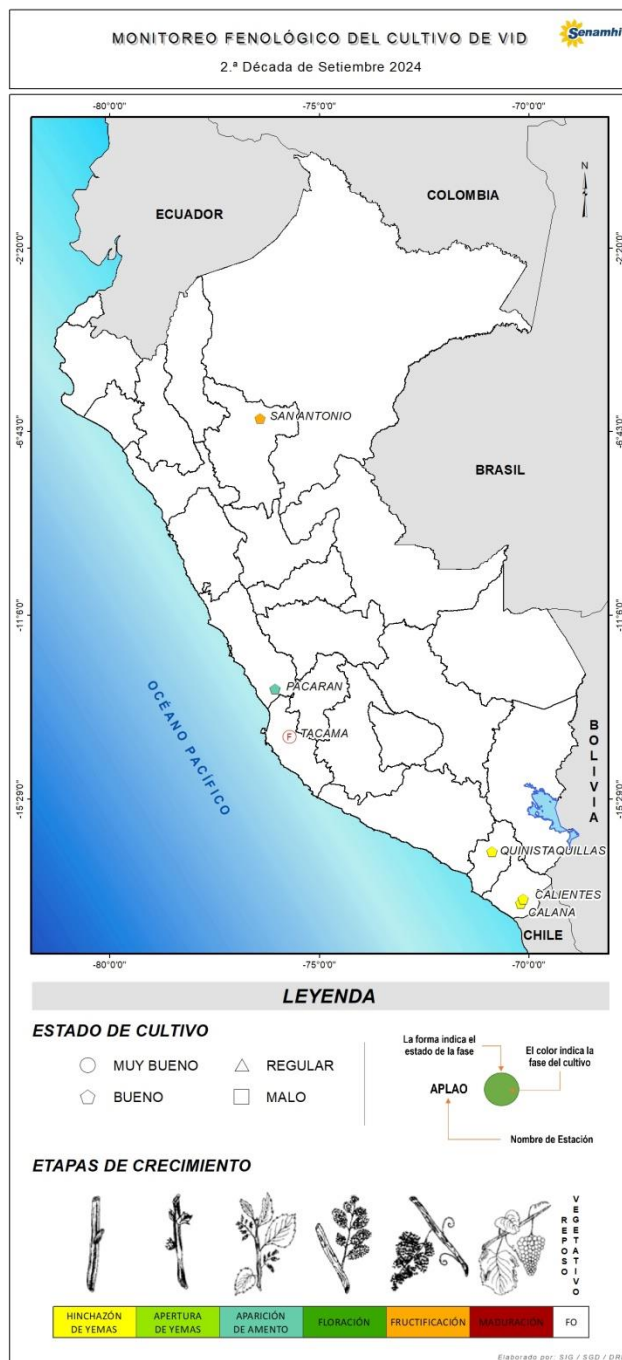 MONITOREO FENOLÓGICO DEL CULTIVO DE VID
Senamhi
2.ª Década de Setiembre 2024
-80°0'0" -75°0'0" -70°0'0"
N
COLOMBIA
ECUADOR
-2°20'0" -2°20'0"
SAN ANTONIO
-6°43'0" -6°43'0"
BRASIL
-11°6'0" -11°6'0"
PACARAN
OCÉANO PACÍFICO
F TACAMA
BOLIVIA
-15°29'0" -15°29'0"
QUINISTAQUILLAS
CALIENTES
CALANA
CHILE
-80°0'0" -75°0'0" -70°0'0"
LEYENDA
ESTADO DE CULTIVO
MUY BUENO REGULAR
BUENO MALO
La forma indica el
estado de la fase
El color indica la
fase del cultivo
APLAO
Nombre de Estación
ETAPAS DE CRECIMIENTO
REPOSO
VEGETATIVO
HINCHAZÓN
DE YEMAS
APERTURA
DE YEMAS
APARICIÓN
DE AMENTO
FLORACIÓN
FRUCTIFICACIÓN
MADURACIÓN
FO
Elaborado por: SIG / SGD / DRD